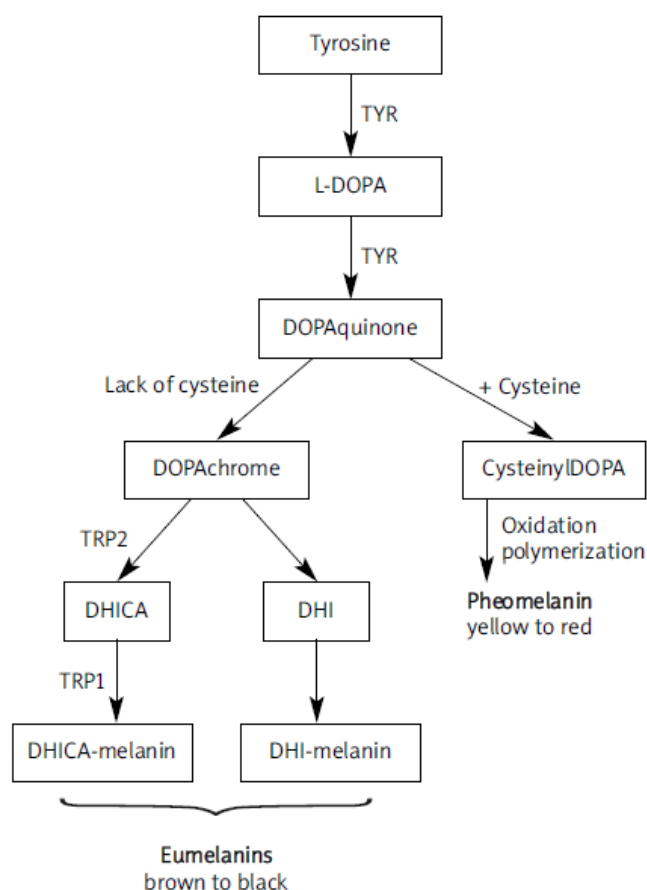 Tyrosine
TYR
L-DOPA
TYR
DOPAquinone
Lack of cysteine
+ Cysteine
DOPAchrome
CysteinylDOPA
TRP2
Oxidation
polymerization
DHICA
DHI
Pheomelanin
yellow to red
TRP1
DHICA-melanin
DHI-melanin
Eumelanins
brown to black